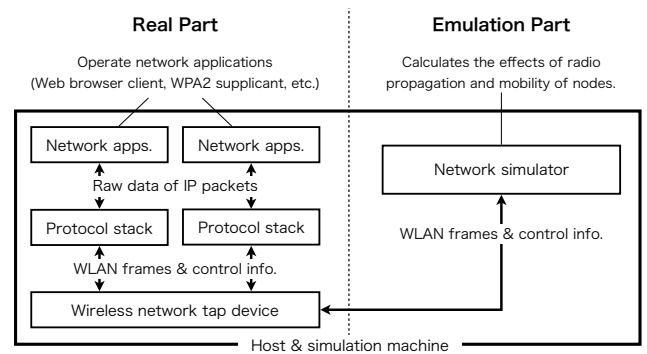 Real Part
Emulation Part
Operate network applications
(Web browser client, WPA2 supplicant, etc.)
Calculates the effects of radio
propagation and mobility of nodes.
Network apps.
Network apps.
Network simulator
Raw data of IP packets
Protocol stack
Protocol stack
WLAN frames & control info.
WLAN frames & control info.
Wireless network tap device
Host & simulation machine